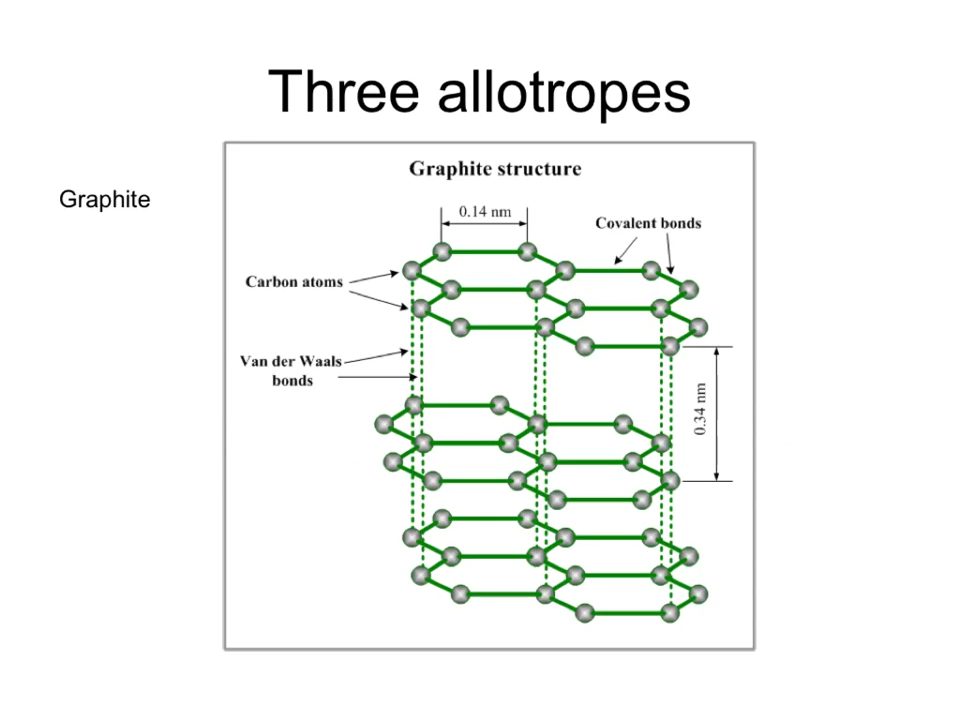 Three allotropes
Graphite
Graphite structure
0.14 nm
Covalent bonds
Carbon atoms
Van der Waals
bonds
0.34 nm